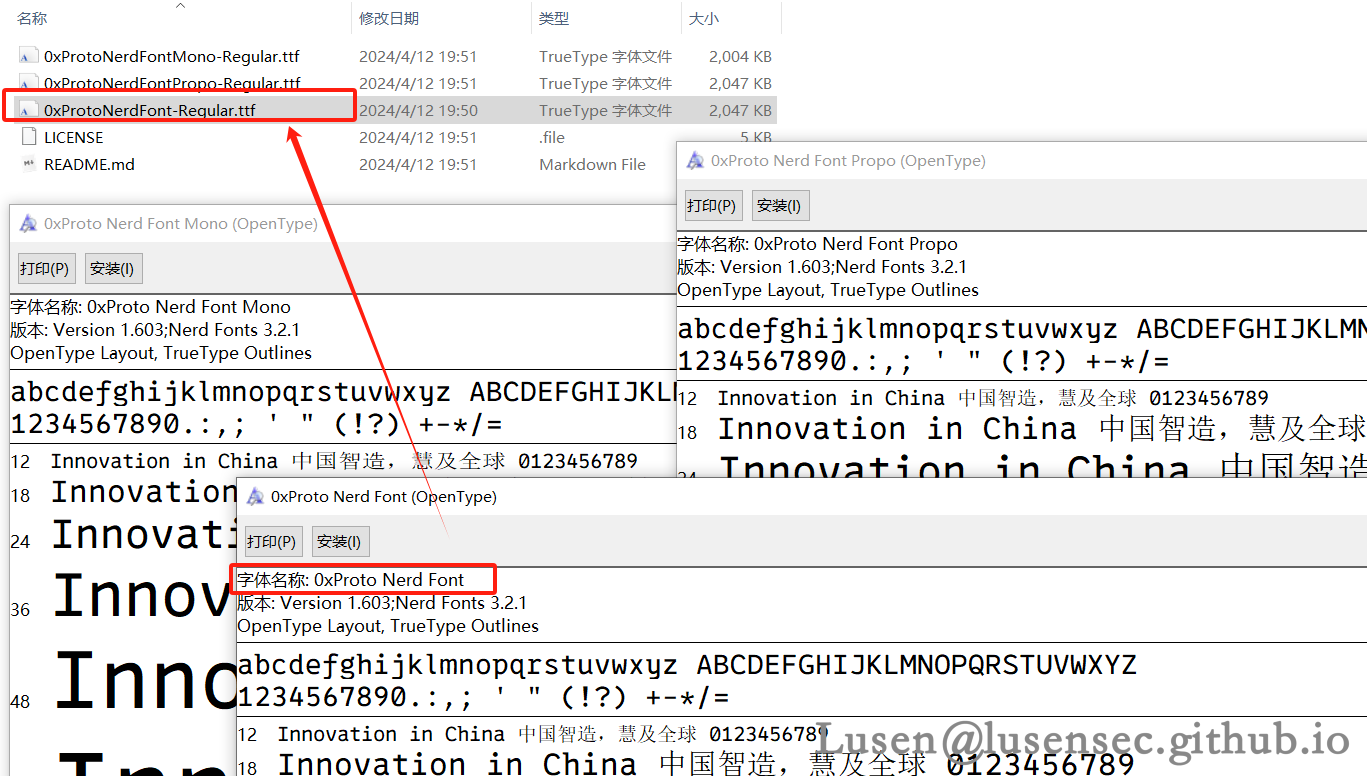 名称 修改日期 类型 大小
0xProtoNerdFontMono-Regular.ttf 2024/4/12 19:51 TrueType 字体文件 2,004 KB
0xProtoNerdFontPropo-Regular.ttf 2024/4/12 19:51 TrueType 字体文件 2,047 KB
0xProtoNerdFont-Regular.ttf 2024/4/12 19:50 TrueType 字体文件 2,047 KB
LICENSE 2024/4/12 19:51 .file 5 KB
README.md 2024/4/12 19:51 Markdown File
0xProto Nerd Font Propo (OpenType)
打印(P) 安装(I)
字体名称: 0xProto Nerd Font Propo
版本: Version 1.603;Nerd Fonts 3.2.1
OpenType Layout, TrueType Outlines
abcdefghijklmnopqrstuvwxyz ABCDEFGHIJKLMN
1234567890.:,; ' " (!?) +-*/=
12 Innovation in China 中国智造，慧及全球 0123456789
18 Innovation in China 中国智造，慧及全球
24 Innovation in China 中国智造
0xProto Nerd Font Mono (OpenType)
打印(P) 安装(I)
字体名称: 0xProto Nerd Font Mono
版本: Version 1.603;Nerd Fonts 3.2.1
OpenType Layout, TrueType Outlines
abcdefghijklmnopqrstuvwxyz ABCDEFGHIJKL
1234567890.:,; ' " (!?) +-*/=
12 Innovation in China 中国智造，慧及全球 0123456789
18 Innovation
24 Innovati
36 Innov
48 Inno
Inn
0xProto Nerd Font (OpenType)
打印(P) 安装(I)
字体名称: 0xProto Nerd Font
版本: Version 1.603;Nerd Fonts 3.2.1
OpenType Layout, TrueType Outlines
abcdefghijklmnopqrstuvwxyz ABCDEFGHIJKLMNOPQRSTUVWXYZ
1234567890.:,; ' " (!?) +-*/=
12 Innovation in China 中国智造，慧及全球 0123456789
18 Innovation in China 中国智造，慧及全球 0123456789
Lusen@lusensec.github.io